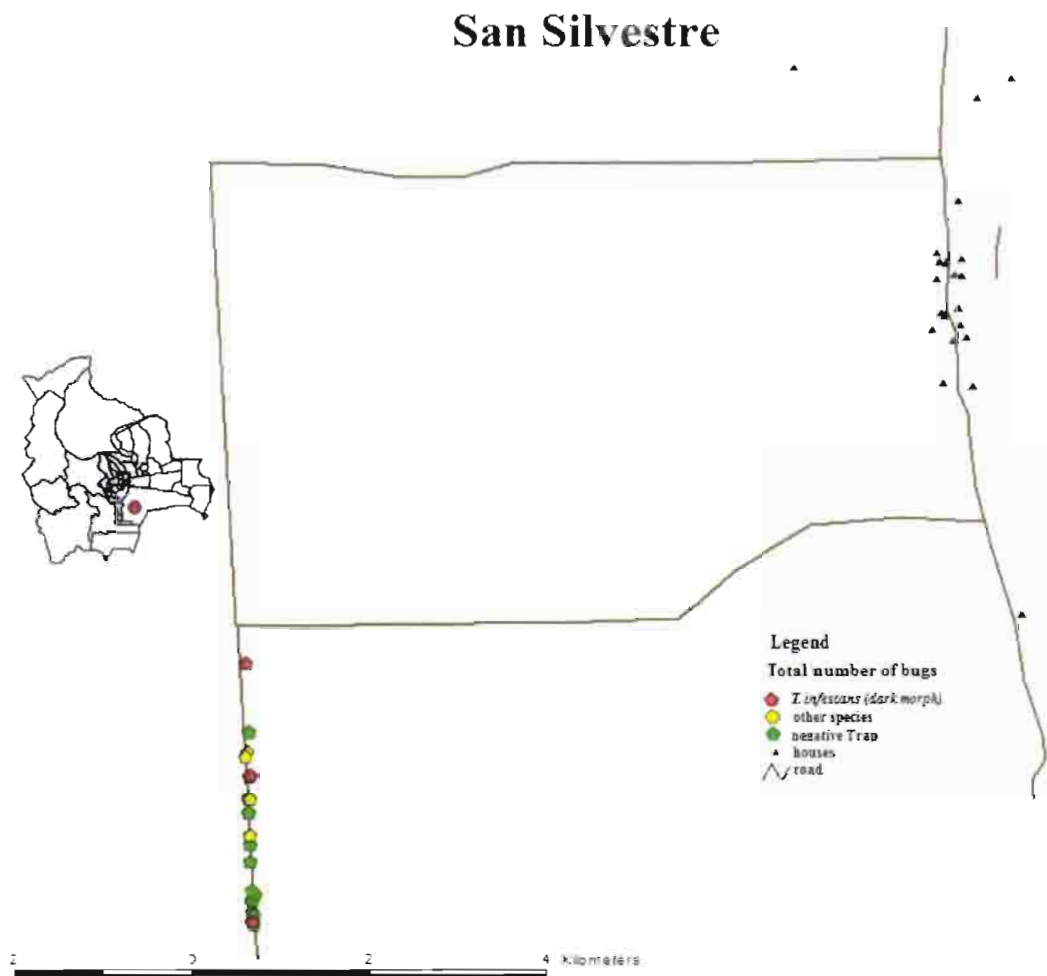 San Silvestre
Legend
Total number of bugs
T. infestans (dark morph)
other species
negative Trap
houses
road
2 0 2 4 Kilometers